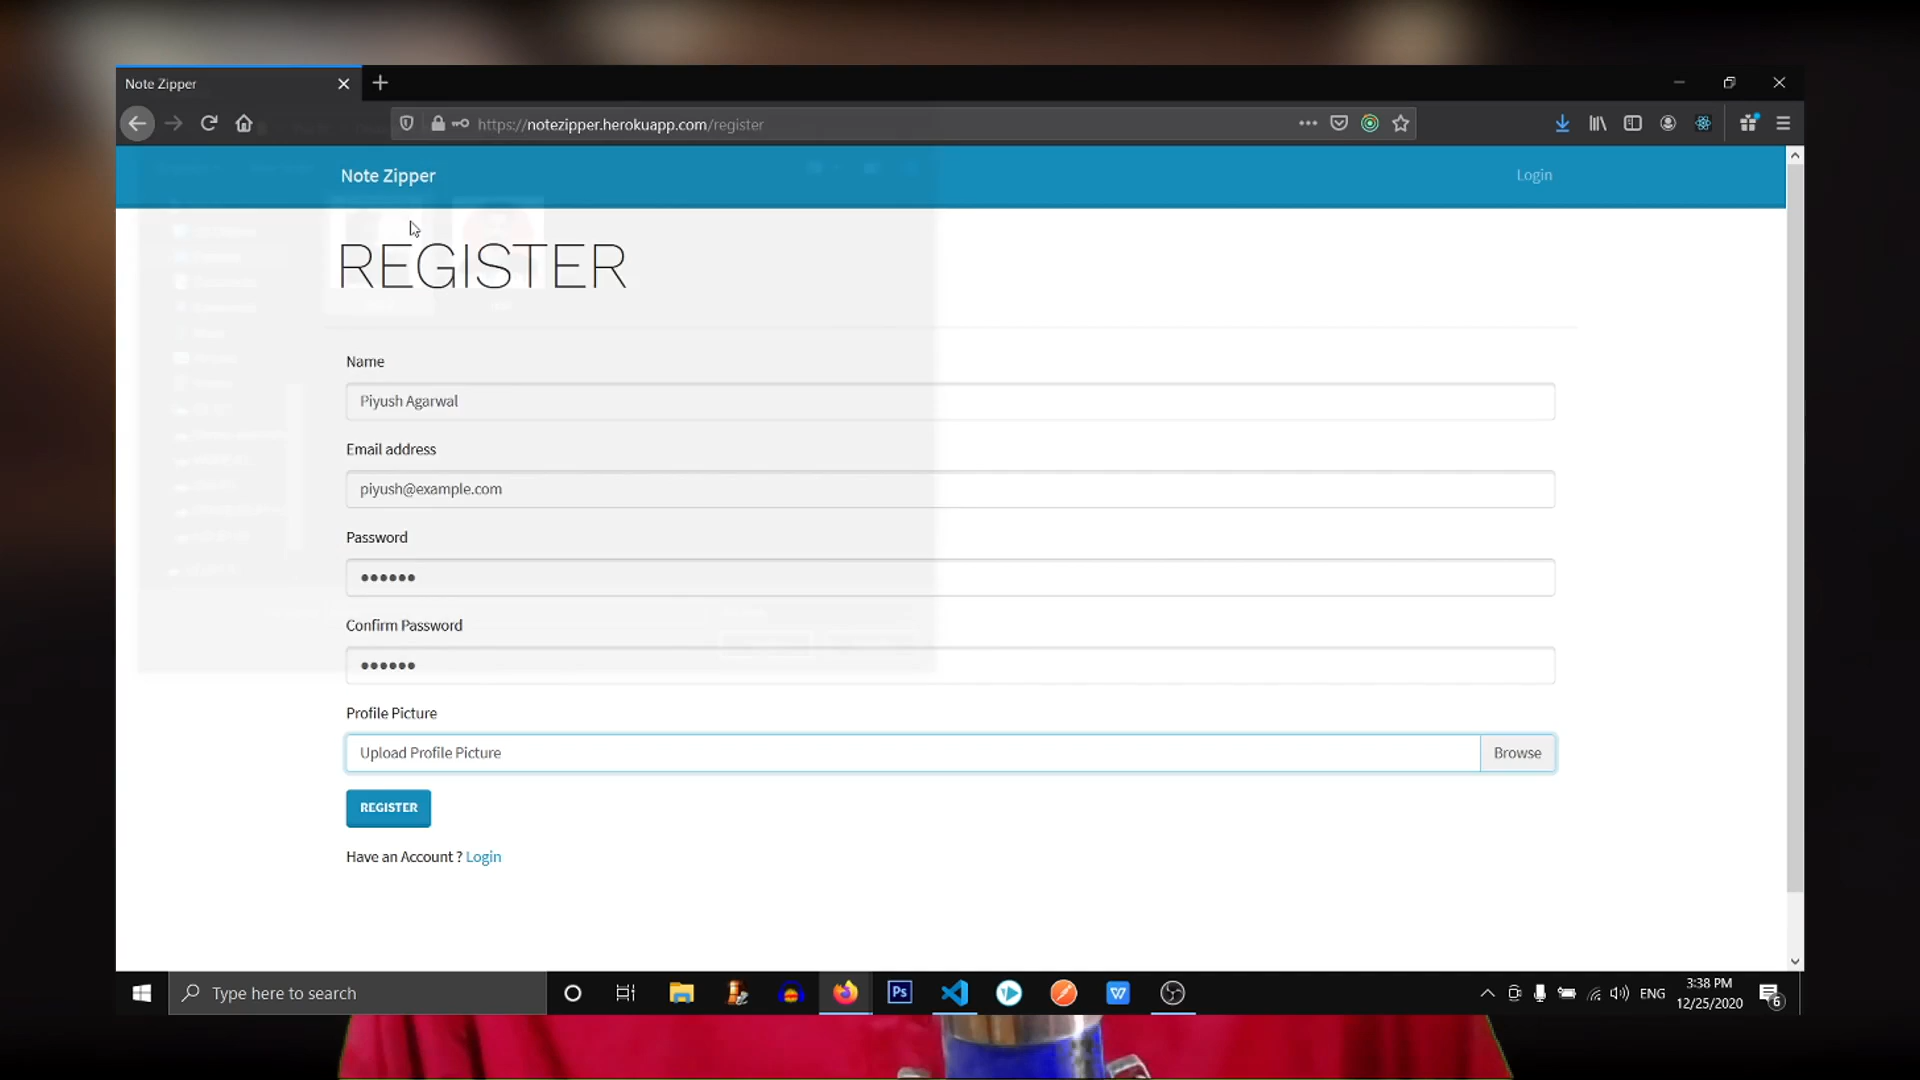 Note Zipper
https://notezipper.herokuapp.com/register
Note Zipper
Login
REGISTER
Name
Piyush Agarwal
Email address
piyush@example.com
Password
••••••
Confirm Password
••••••
Profile Picture
Upload Profile Picture
Browse
REGISTER
Have an Account ? Login
Type here to search
Ps
W
ENG
3:38 PM
12/25/2020
6